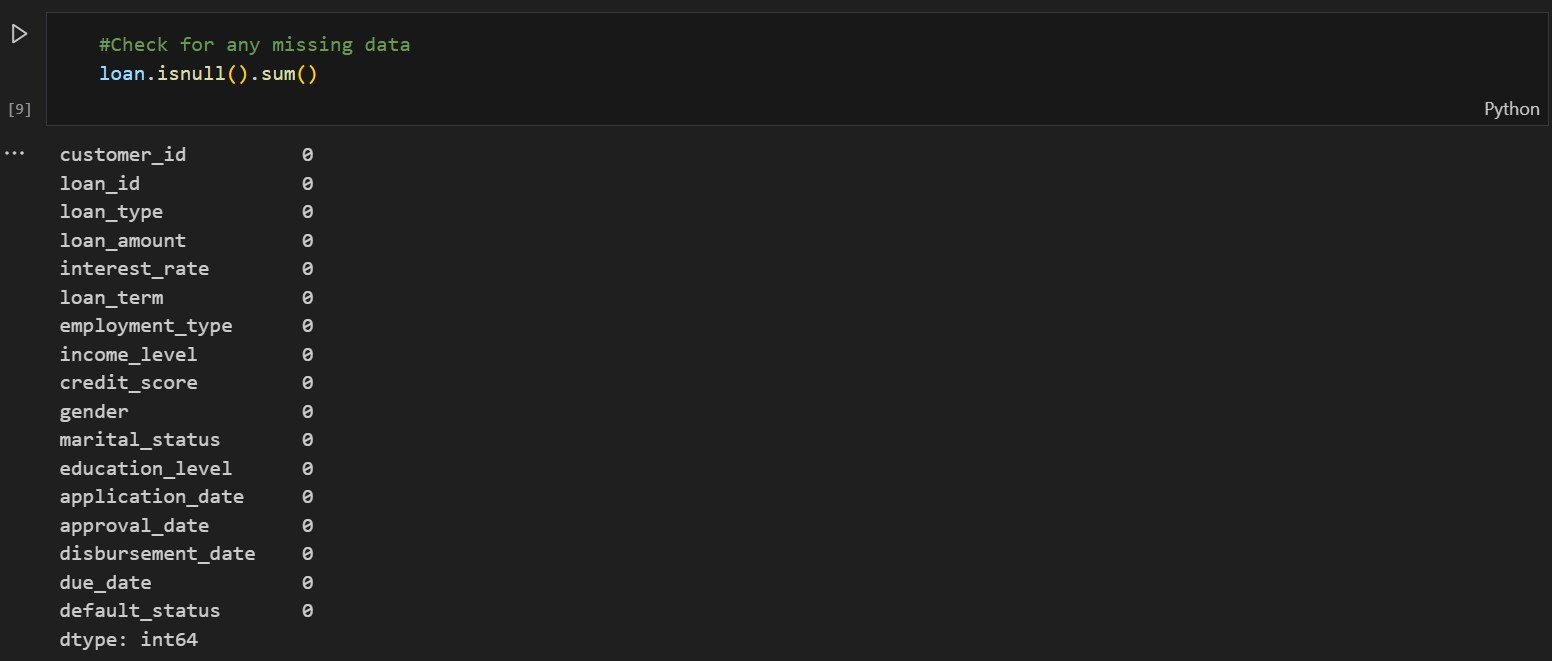 #Check for any missing data
loan.isnull().sum()
[9]
Python
...
customer_id 0
loan_id 0
loan_type 0
loan_amount 0
interest_rate 0
loan_term 0
employment_type 0
income_level 0
credit_score 0
gender 0
marital_status 0
education_level 0
application_date 0
approval_date 0
disbursement_date 0
due_date 0
default_status 0
dtype: int64